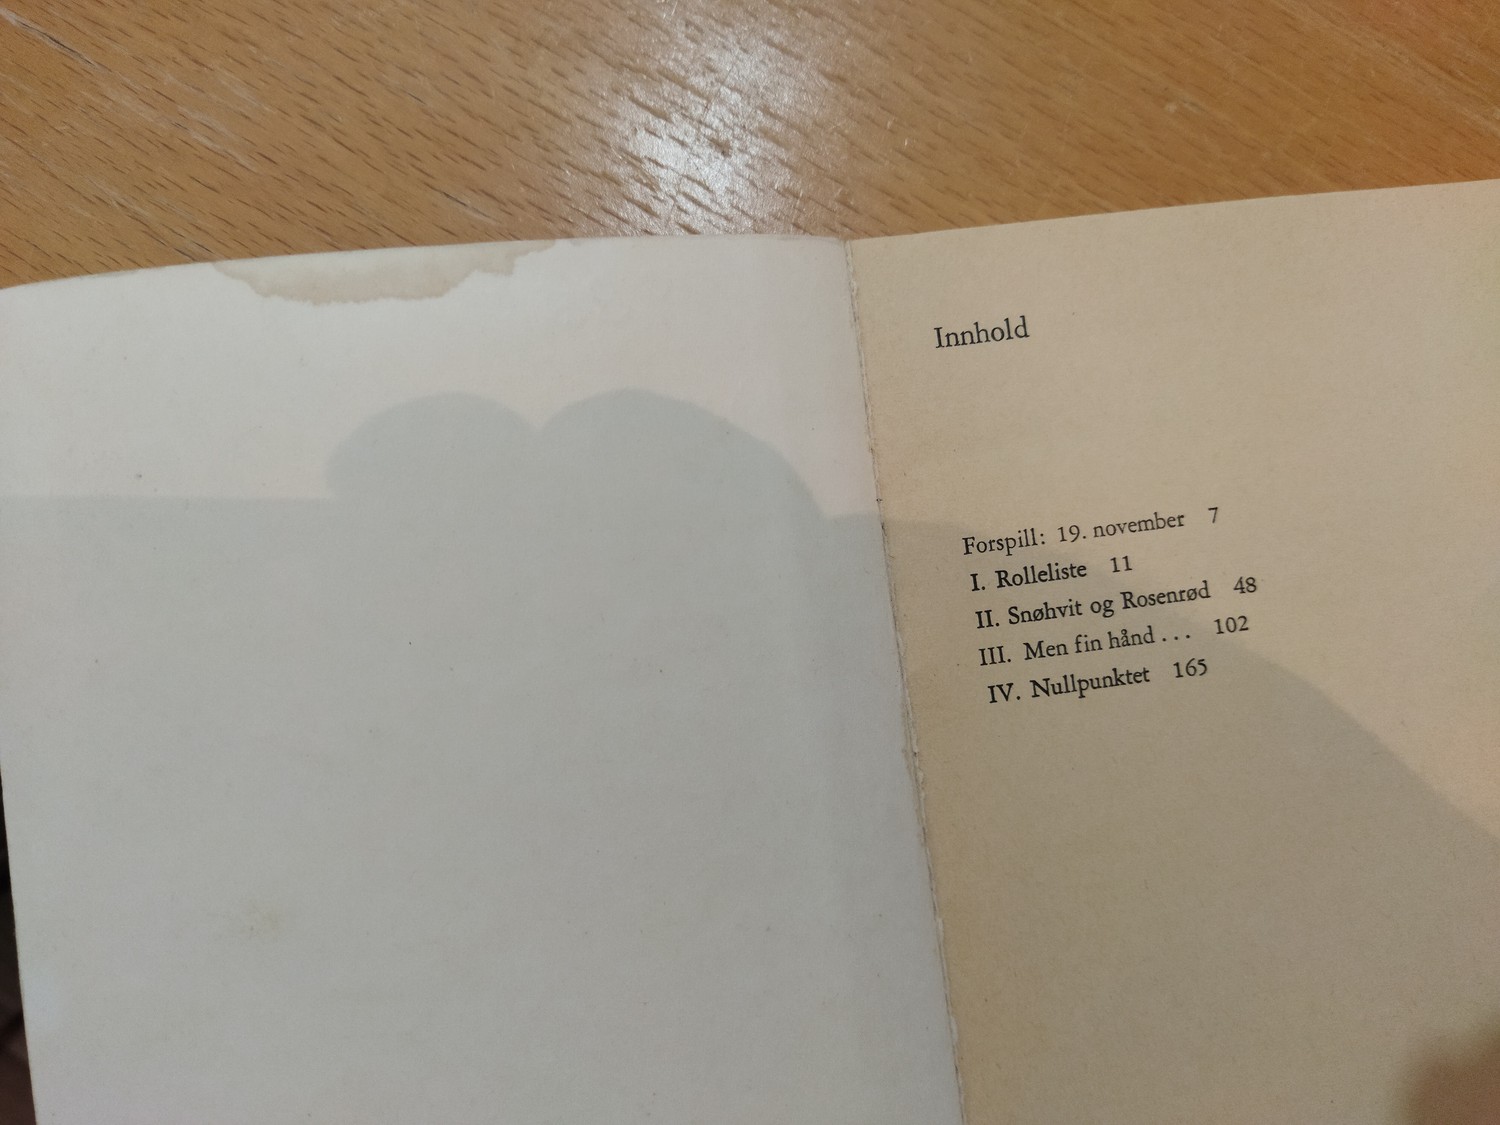 Innhold
Forspill: 19. november 7
I. Rolleliste 11
II. Snøhvit og Rosenrød 48
III. Men fin hånd . . . 102
IV. Nullpunktet 165